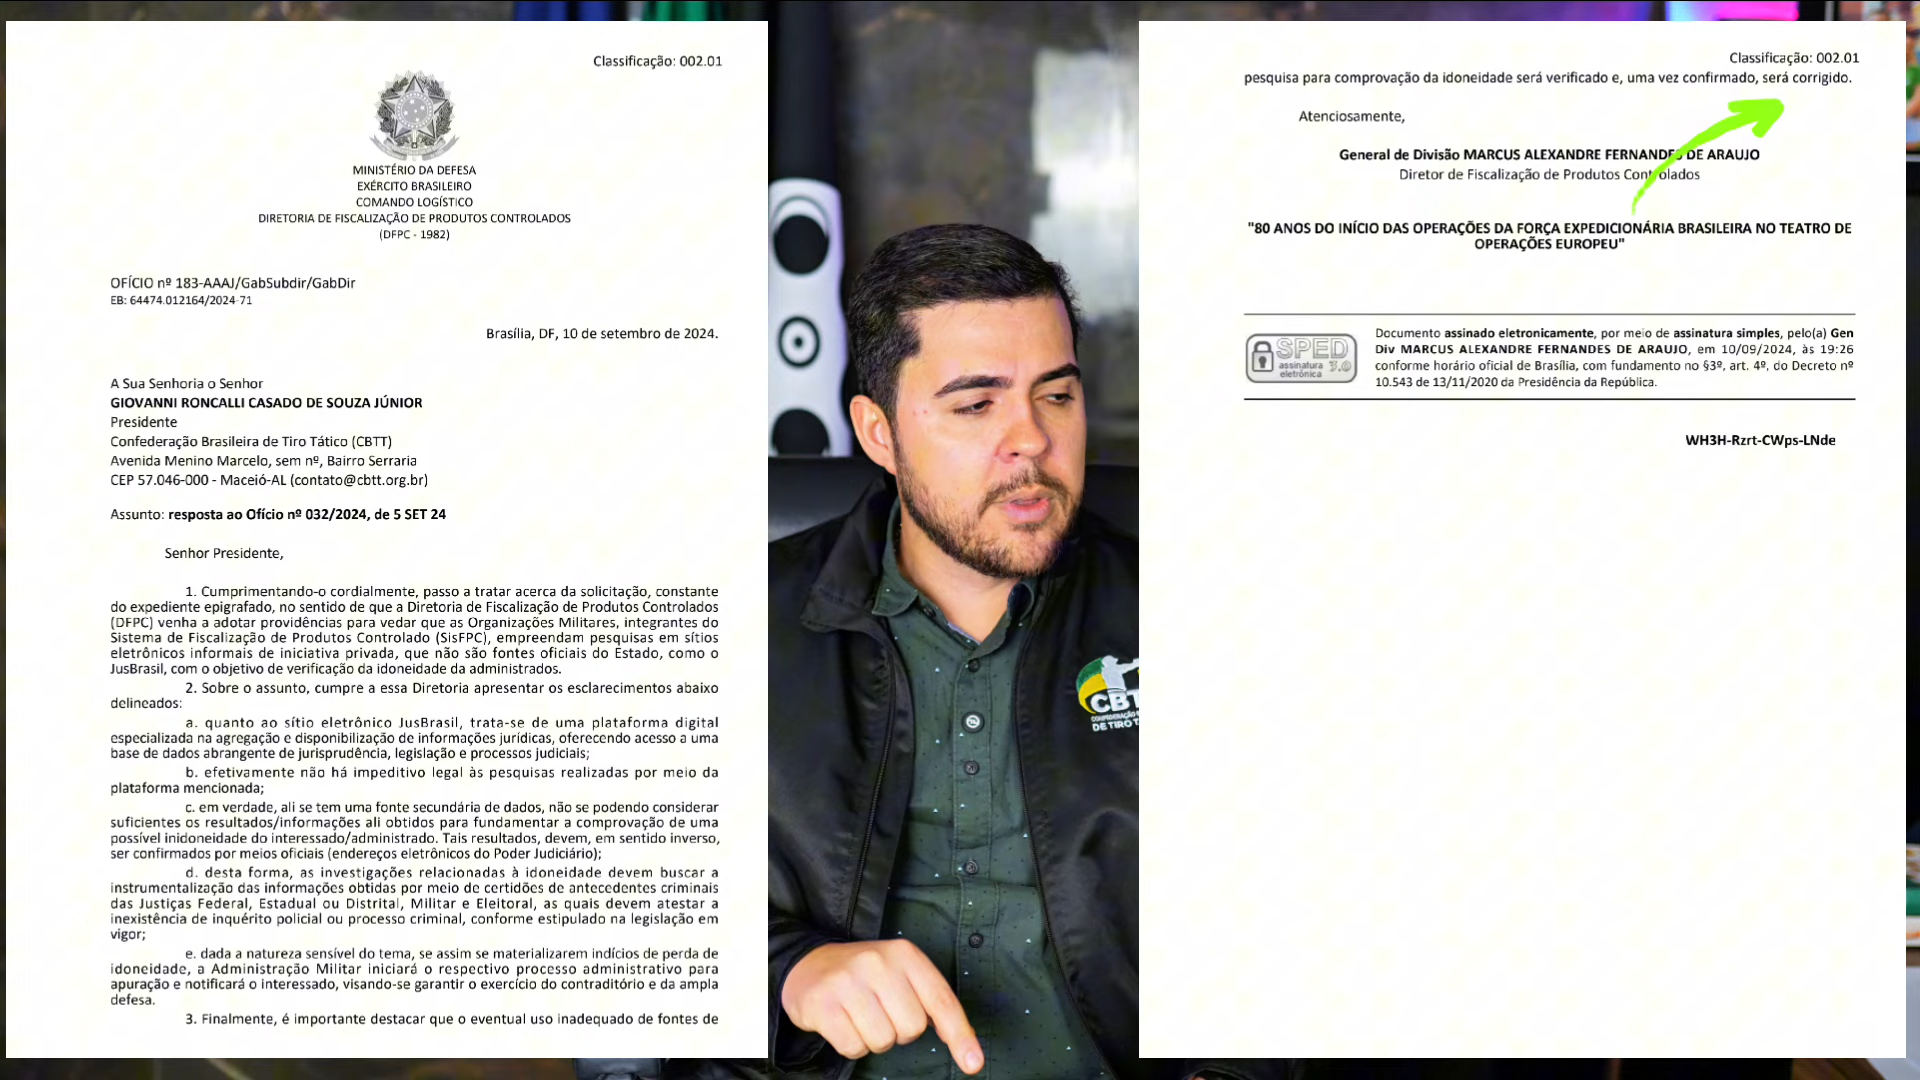 Classificação: 002.01
MINISTÉRIO DA DEFESA
EXÉRCITO BRASILEIRO
COMANDO LOGÍSTICO
DIRETORIA DE FISCALIZAÇÃO DE PRODUTOS CONTROLADOS
(DFPC - 1982)
OFÍCIO nº 183-AAAJ/GabSubdir/GabDir
EB: 64474.012164/2024-71
Brasília, DF, 10 de setembro de 2024.
A Sua Senhoria o Senhor
GIOVANNI RONCALLI CASADO DE SOUZA JÚNIOR
Presidente
Confederação Brasileira de Tiro Tático (CBTT)
Avenida Menino Marcelo, sem nº, Bairro Serraria
CEP 57.046-000 - Maceió-AL (contato@cbtt.org.br)
Assunto: resposta ao Ofício nº 032/2024, de 5 SET 24
Senhor Presidente,
1. Cumprimentando-o cordialmente, passo a tratar acerca da solicitação, constante
do expediente epigrafado, no sentido de que a Diretoria de Fiscalização de Produtos Controlados
(DFPC) venha a adotar providências para vedar que as Organizações Militares, integrantes do
Sistema de Fiscalização de Produtos Controlado (SisFPC), empreendam pesquisas em sítios
eletrônicos informais de iniciativa privada, que não são fontes oficiais do Estado, como o
JusBrasil, com o objetivo de verificação da idoneidade da administrados.
2. Sobre o assunto, cumpre a essa Diretoria apresentar os esclarecimentos abaixo
delineados:
a. quanto ao sítio eletrônico JusBrasil, trata-se de uma plataforma digital
especializada na agregação e disponibilização de informações jurídicas, oferecendo acesso a uma
base de dados abrangente de jurisprudência, legislação e processos judiciais;
b. efetivamente não há impeditivo legal às pesquisas realizadas por meio da
plataforma mencionada;
c. em verdade, ali se tem uma fonte secundária de dados, não se podendo considerar
suficientes os resultados/informações ali obtidos para fundamentar a comprovação de uma
possível inidoneidade do interessado/administrado. Tais resultados, devem, em sentido inverso,
ser confirmados por meios oficiais (endereços eletrônicos do Poder Judiciário);
d. desta forma, as investigações relacionadas à idoneidade devem buscar a
instrumentalização das informações obtidas por meio de certidões de antecedentes criminais
das Justiças Federal, Estadual ou Distrital, Militar e Eleitoral, as quais devem atestar a
inexistência de inquérito policial ou processo criminal, conforme estipulado na legislação em
vigor;
e. dada a natureza sensível do tema, se assim se materializarem indícios de perda de
idoneidade, a Administração Militar iniciará o respectivo processo administrativo para
apuração e notificará o interessado, visando-se garantir o exercício do contraditório e da ampla
defesa.
3. Finalmente, é importante destacar que o eventual uso inadequado de fontes de
CBT
DE TIRO T
Classificação: 002.01
pesquisa para comprovação da idoneidade será verificado e, uma vez confirmado, será corrigido.
Atenciosamente,
General de Divisão MARCUS ALEXANDRE FERNANDES DE ARAUJO
Diretor de Fiscalização de Produtos Controlados
"80 ANOS DO INÍCIO DAS OPERAÇÕES DA FORÇA EXPEDICIONÁRIA BRASILEIRA NO TEATRO DE
OPERAÇÕES EUROPEU"
SPED
assinatura
eletrônica 3.0
Documento assinado eletronicamente, por meio de assinatura simples, pelo(a) Gen
Div MARCUS ALEXANDRE FERNANDES DE ARAUJO, em 10/09/2024, às 19:26
conforme horário oficial de Brasília, com fundamento no §3º, art. 4º, do Decreto nº
10.543 de 13/11/2020 da Presidência da República.
WH3H-Rzrt-CWps-LNde